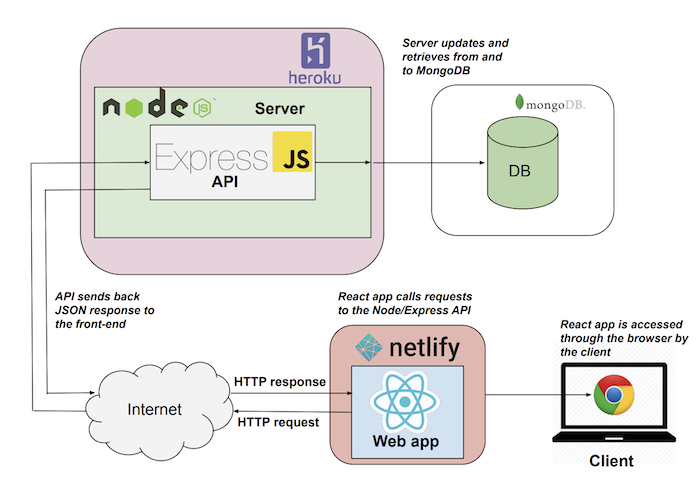 heroku
Server updates and
retrieves from and
to MongoDB
node
JS
Server
mongoDB.
Express
JS
API
DB
API sends back
JSON response to
the front-end
React app calls requests
to the Node/Express API
React app is accessed
through the browser by
the client
netlify
HTTP response
Internet
HTTP request
Web app
Client